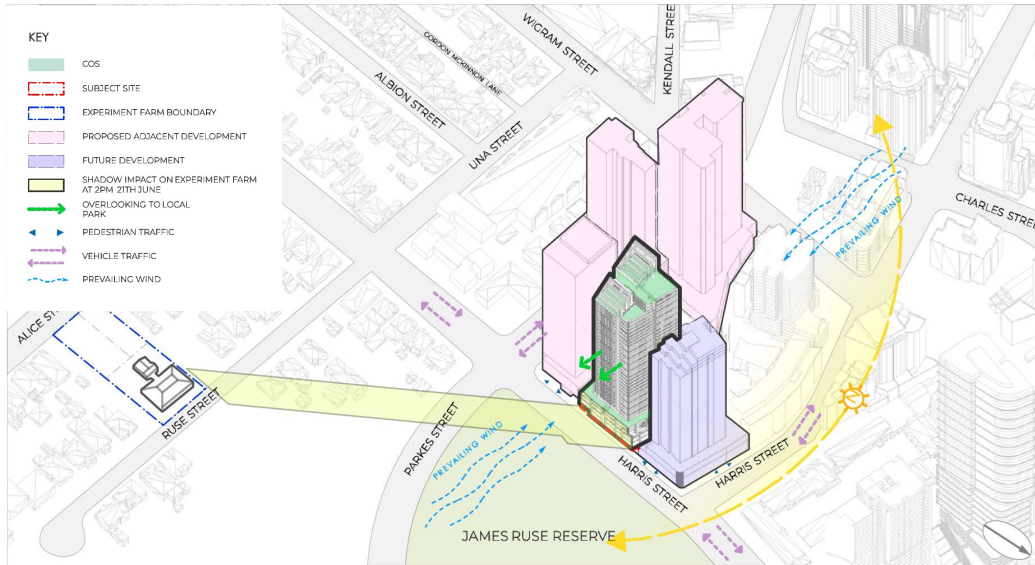 KEY
COS
SUBJECT SITE
EXPERIMENT FARM BOUNDARY
PROPOSED ADJACENT DEVELOPMENT
FUTURE DEVELOPMENT
SHADOW IMPACT ON EXPERIMENT FARM
AT 2PM 21TH JUNE
OVERLOOKING TO LOCAL
PARK
PEDESTRIAN TRAFFIC
VEHICLE TRAFFIC
PREVAILING WIND
GORDON MCKINNON LANE
WIGRAM STREET
KENDALL STREET
ALBION STREET
UNA STREET
CHARLES STREET
PREVAILING WIND
ALICE
RUSE STREET
PARKES STREET
PREVAILING WIND
HARRIS STREET
HARRIS STREET
N
JAMES RUSE RESERVE